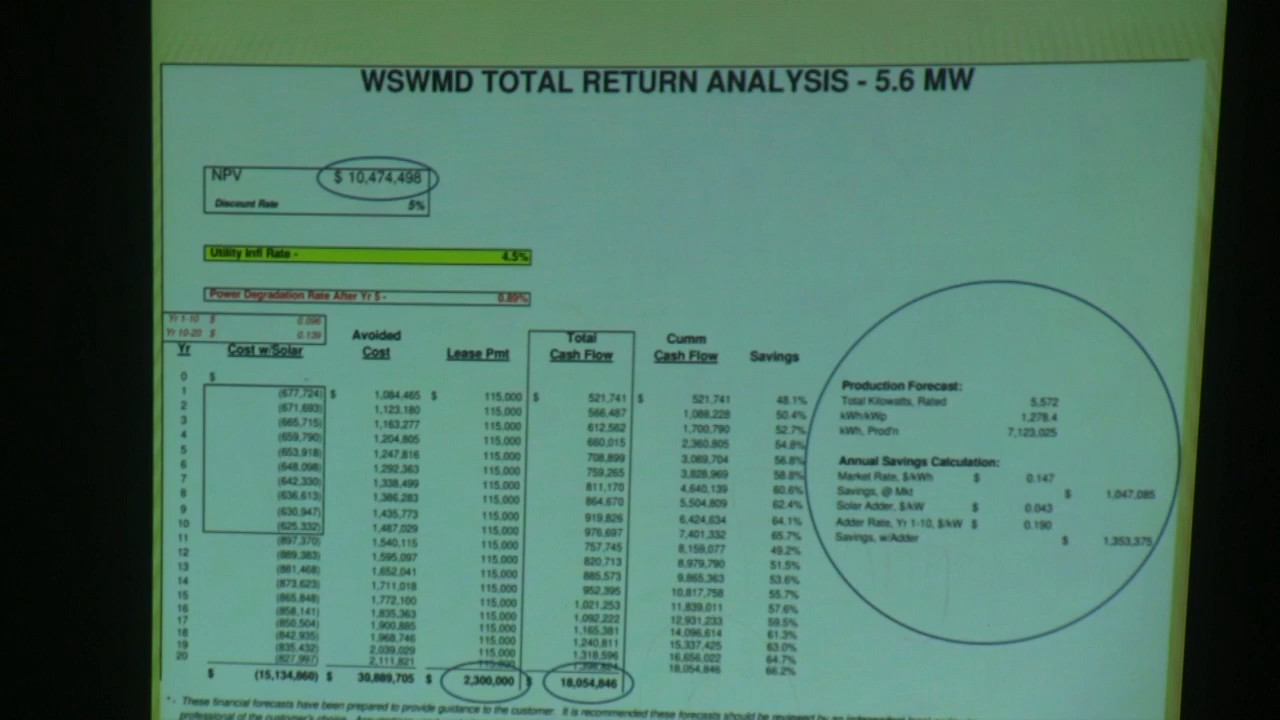 WSWMD TOTAL RETURN ANALYSIS - 5.6 MW
NPV $ 10,474,498
Discount Rate 5%
Utility Infl Rate - 4.5%
Power Degradation Rate After Yr 5 - 0.89%
Yr 1-10 $ 0.096
Yr 10-20 $ 0.129
Yr Cost w/Solar Avoided Cost Lease Pmt Total Cash Flow Cumm Cash Flow Savings
0 $ -
1 (677,724) $ 1,084,465 $ 115,000 $ 521,741 $ 521,741 48.1%
2 (671,693) 1,123,180 115,000 566,487 1,088,228 50.4%
3 (665,715) 1,163,277 115,000 612,562 1,700,790 52.7%
4 (659,790) 1,204,805 115,000 660,015 2,360,805 54.8%
5 (653,918) 1,247,816 115,000 708,899 3,069,704 56.8%
6 (648,098) 1,292,363 115,000 759,265 3,828,969 58.8%
7 (642,330) 1,338,499 115,000 811,170 4,640,139 60.6%
8 (636,613) 1,386,283 115,000 864,670 5,504,809 62.4%
9 (630,947) 1,435,773 115,000 919,826 6,424,634 64.1%
10 (625,332) 1,487,029 115,000 976,697 7,401,332 65.7%
11 (897,370) 1,540,115 115,000 757,745 8,159,077 49.2%
12 (889,383) 1,595,097 115,000 820,713 8,979,790 51.5%
13 (881,468) 1,652,041 115,000 885,573 9,865,363 53.6%
14 (873,623) 1,711,018 115,000 952,395 10,817,758 55.7%
15 (865,848) 1,772,100 115,000 1,021,253 11,839,011 57.6%
16 (858,141) 1,835,363 115,000 1,092,222 12,931,233 59.5%
17 (850,504) 1,900,885 115,000 1,165,381 14,096,614 61.3%
18 (842,935) 1,968,746 115,000 1,240,811 15,337,425 63.0%
19 (835,432) 2,039,029 115,000 1,318,596 16,656,022 64.7%
20 (827,997) 2,111,821 115,000 18,054,846 66.2%
$ (15,134,860) $ 30,889,705 $ 2,300,000 $ 18,054,846
Production Forecast:
Total Kilowatts, Rated 5,572
kWh/kWp 1,278.4
kWh, Prod'n 7,123,025
Annual Savings Calculation:
Market Rate, $/kWh $ 0.147
Savings, @ Mkt $ 1,047,085
Solar Adder, $/kW $ 0.043
Adder Rate, Yr 1-10, $/kW $ 0.190
Savings, w/Adder $ 1,353,375
* - These financial forecasts have been prepared to provide guidance to the customer. It is recommended these forecasts should be reviewed by an independent
professional of the customer's choice.